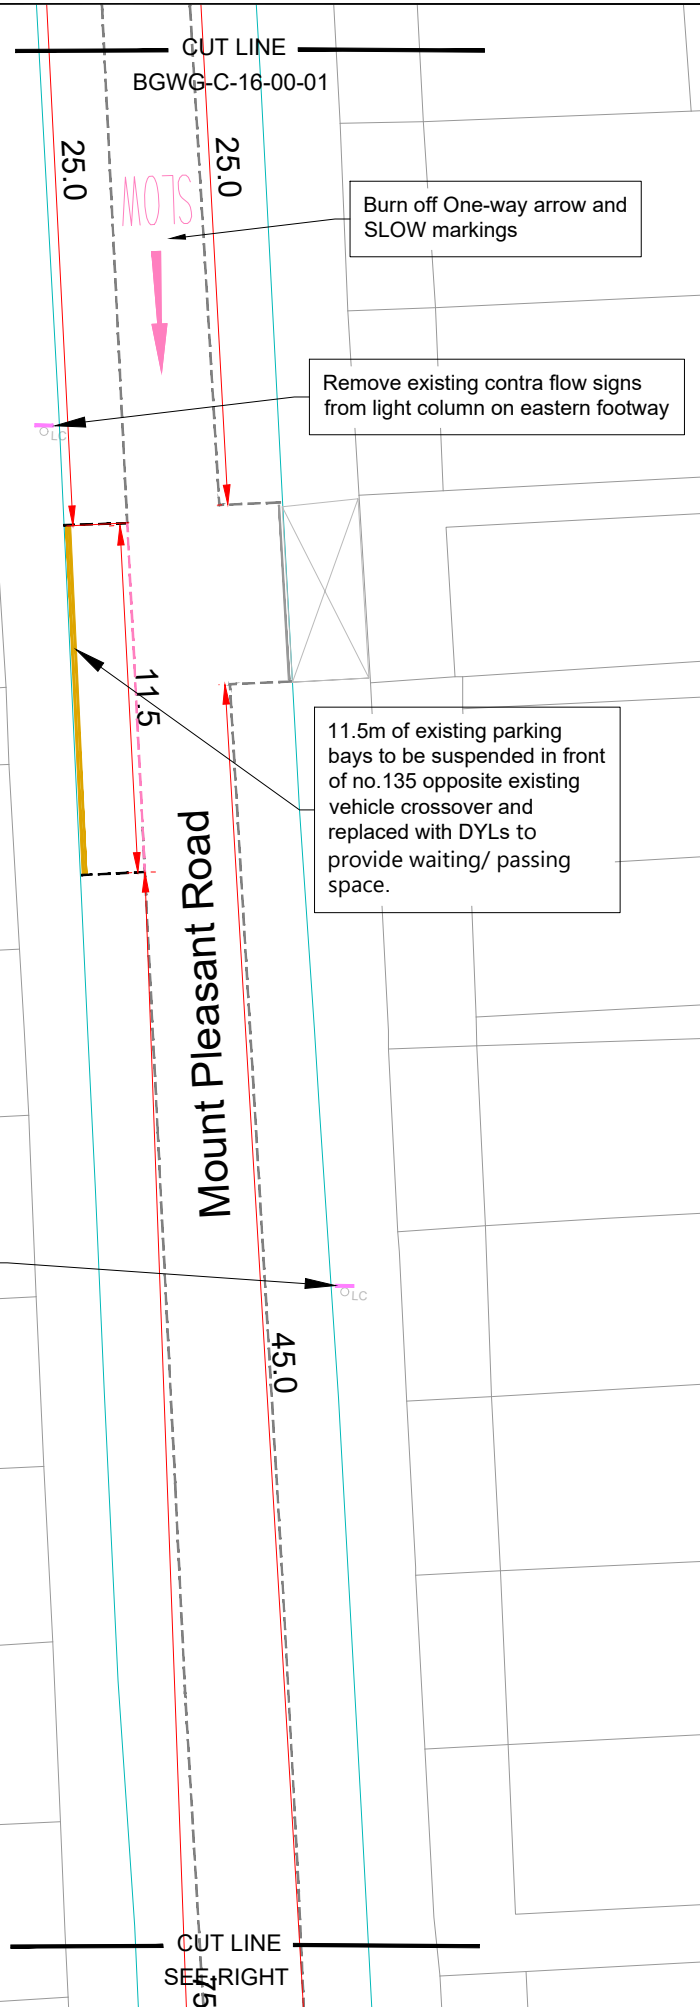 CUT LINE
BGWG-C-16-00-01
25.0
25.0
SLOW
Burn off One-way arrow and
SLOW markings
Remove existing contra flow signs
from light column on eastern footway
LC
11.5
11.5m of existing parking
bays to be suspended in front
of no.135 opposite existing
vehicle crossover and
replaced with DYLs to
provide waiting/ passing
space.
Mount Pleasant Road
LC
45.0
CUT LINE
SEE RIGHT